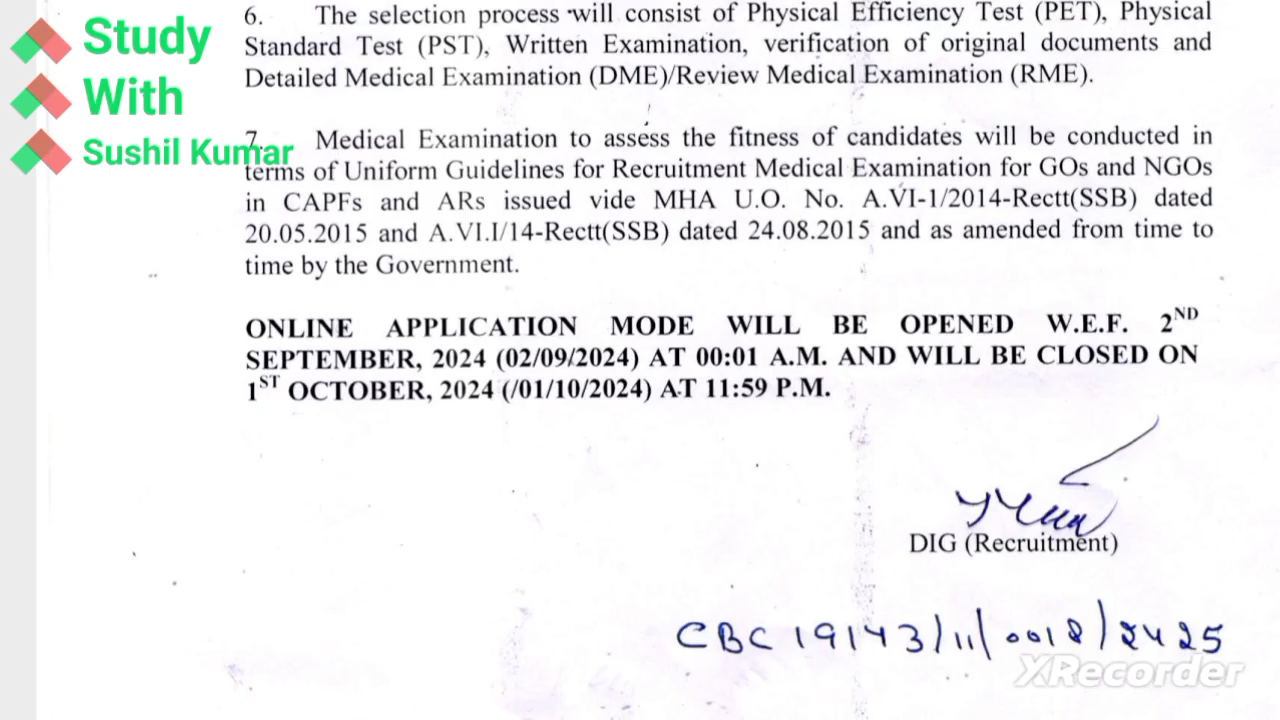 Study
With
Sushil Kumar
6. The selection process will consist of Physical Efficiency Test (PET), Physical
Standard Test (PST), Written Examination, verification of original documents and
Detailed Medical Examination (DME)/Review Medical Examination (RME).
7. Medical Examination to assess the fitness of candidates will be conducted in
terms of Uniform Guidelines for Recruitment Medical Examination for GOs and NGOs
in CAPFs and ARs issued vide MHA U.O. No. A.VI-1/2014-Rectt(SSB) dated
20.05.2015 and A.VI.I/14-Rectt(SSB) dated 24.08.2015 and as amended from time to
time by the Government.
ONLINE APPLICATION MODE WILL BE OPENED W.E.F. 2ND
SEPTEMBER, 2024 (02/09/2024) AT 00:01 A.M. AND WILL BE CLOSED ON
1ST OCTOBER, 2024 (/01/10/2024) AT 11:59 P.M.
DIG (Recruitment)
CBC 19143/11/0018/2425
XRecorder